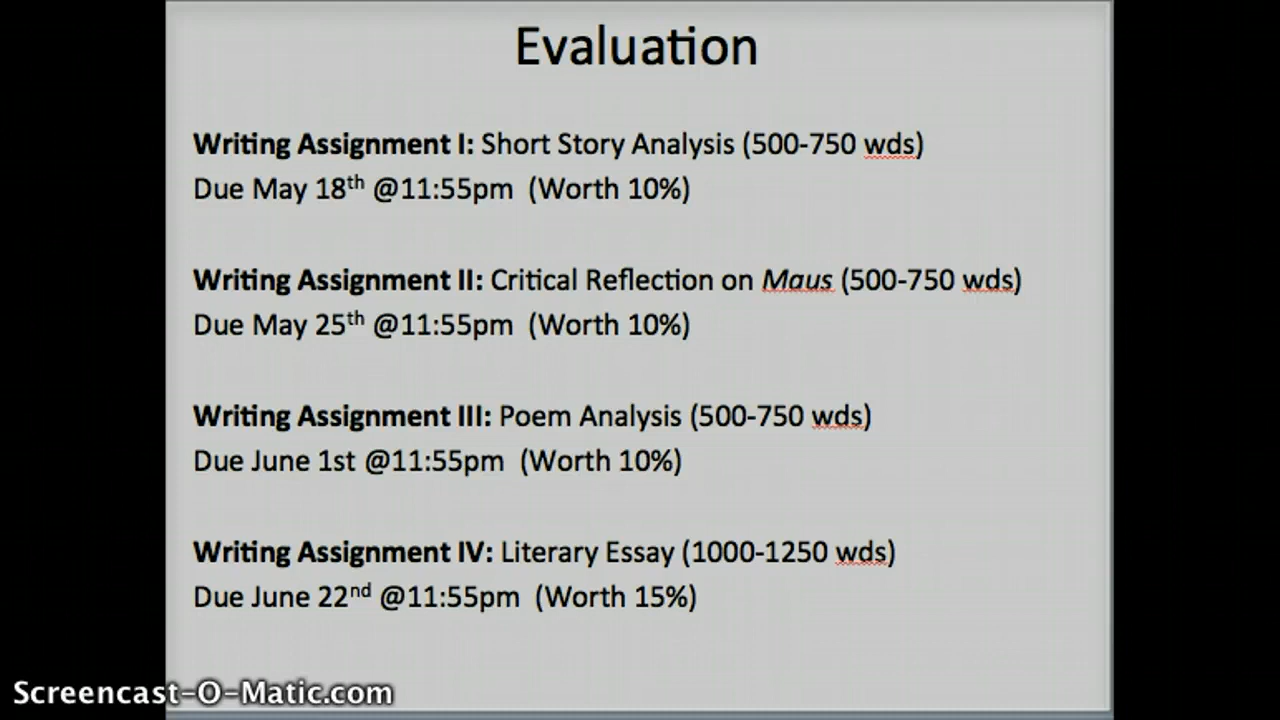 Evaluation
Writing Assignment I: Short Story Analysis (500-750 wds)
Due May 18th @11:55pm (Worth 10%)
Writing Assignment II: Critical Reflection on Maus (500-750 wds)
Due May 25th @11:55pm (Worth 10%)
Writing Assignment III: Poem Analysis (500-750 wds)
Due June 1st @11:55pm (Worth 10%)
Writing Assignment IV: Literary Essay (1000-1250 wds)
Due June 22nd @11:55pm (Worth 15%)
Screencast-O-Matic.com